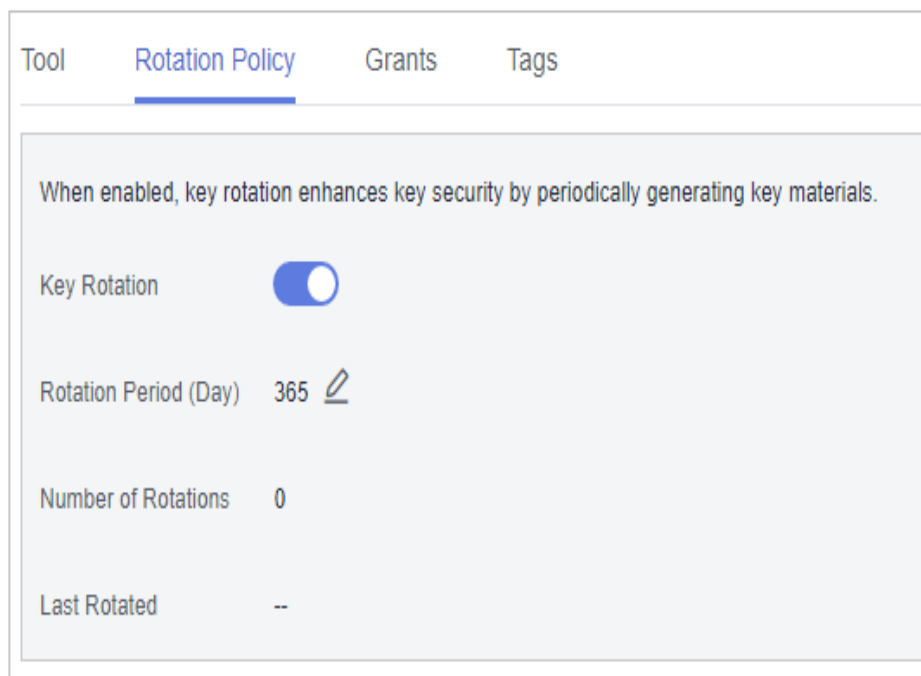 Tool Rotation Policy Grants Tags
When enabled, key rotation enhances key security by periodically generating key materials.
Key Rotation
Rotation Period (Day) 365
Number of Rotations 0
Last Rotated --